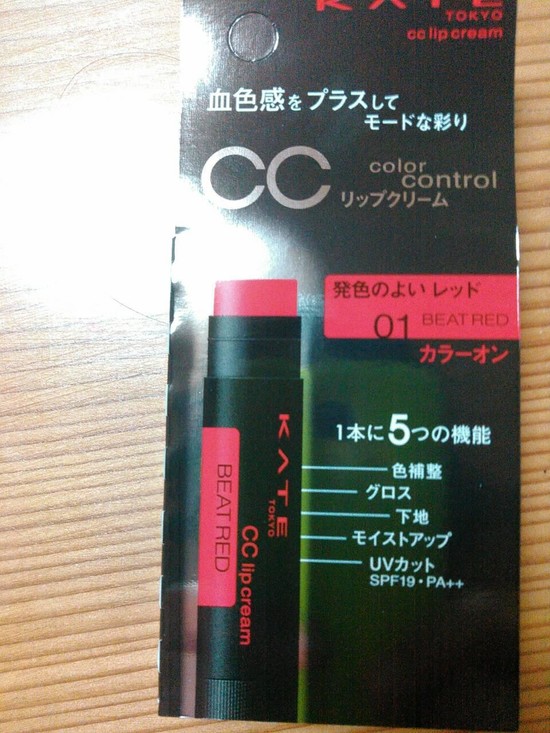 KATE
TOKYO
cc lip cream
血色感をプラスして
モードな彩り
CC
color
control
リップクリーム
発色のよい レッド
01 BEAT RED
カラーオン
1本に5つの機能
色補整
グロス
下地
モイストアップ
UVカット
SPF19・PA++
KATE
TOKYO
CC lip cream
BEAT RED